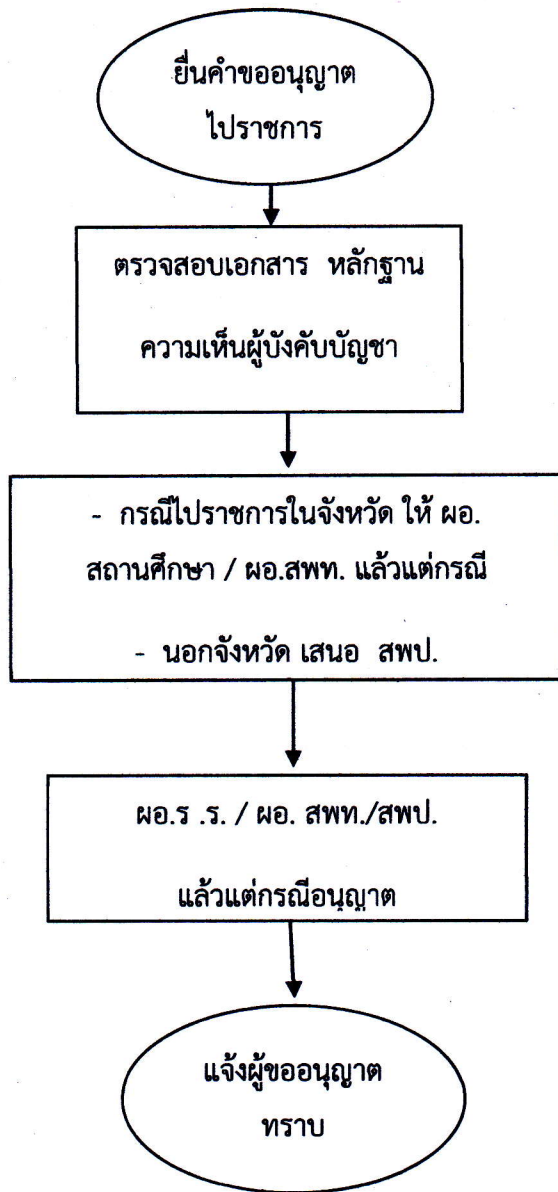 ยื่นคำขออนุญาต
ไปราชการ
ตรวจสอบเอกสาร หลักฐาน
ความเห็นผู้บังคับบัญชา
- กรณีไปราชการในจังหวัด ให้ ผอ.
สถานศึกษา / ผอ.สพท. แล้วแต่กรณี
- นอกจังหวัด เสนอ สพป.
ผอ.ร .ร. / ผอ. สพท./สพป.
แล้วแต่กรณีอนุญาต
แจ้งผู้ขออนุญาต
ทราบ